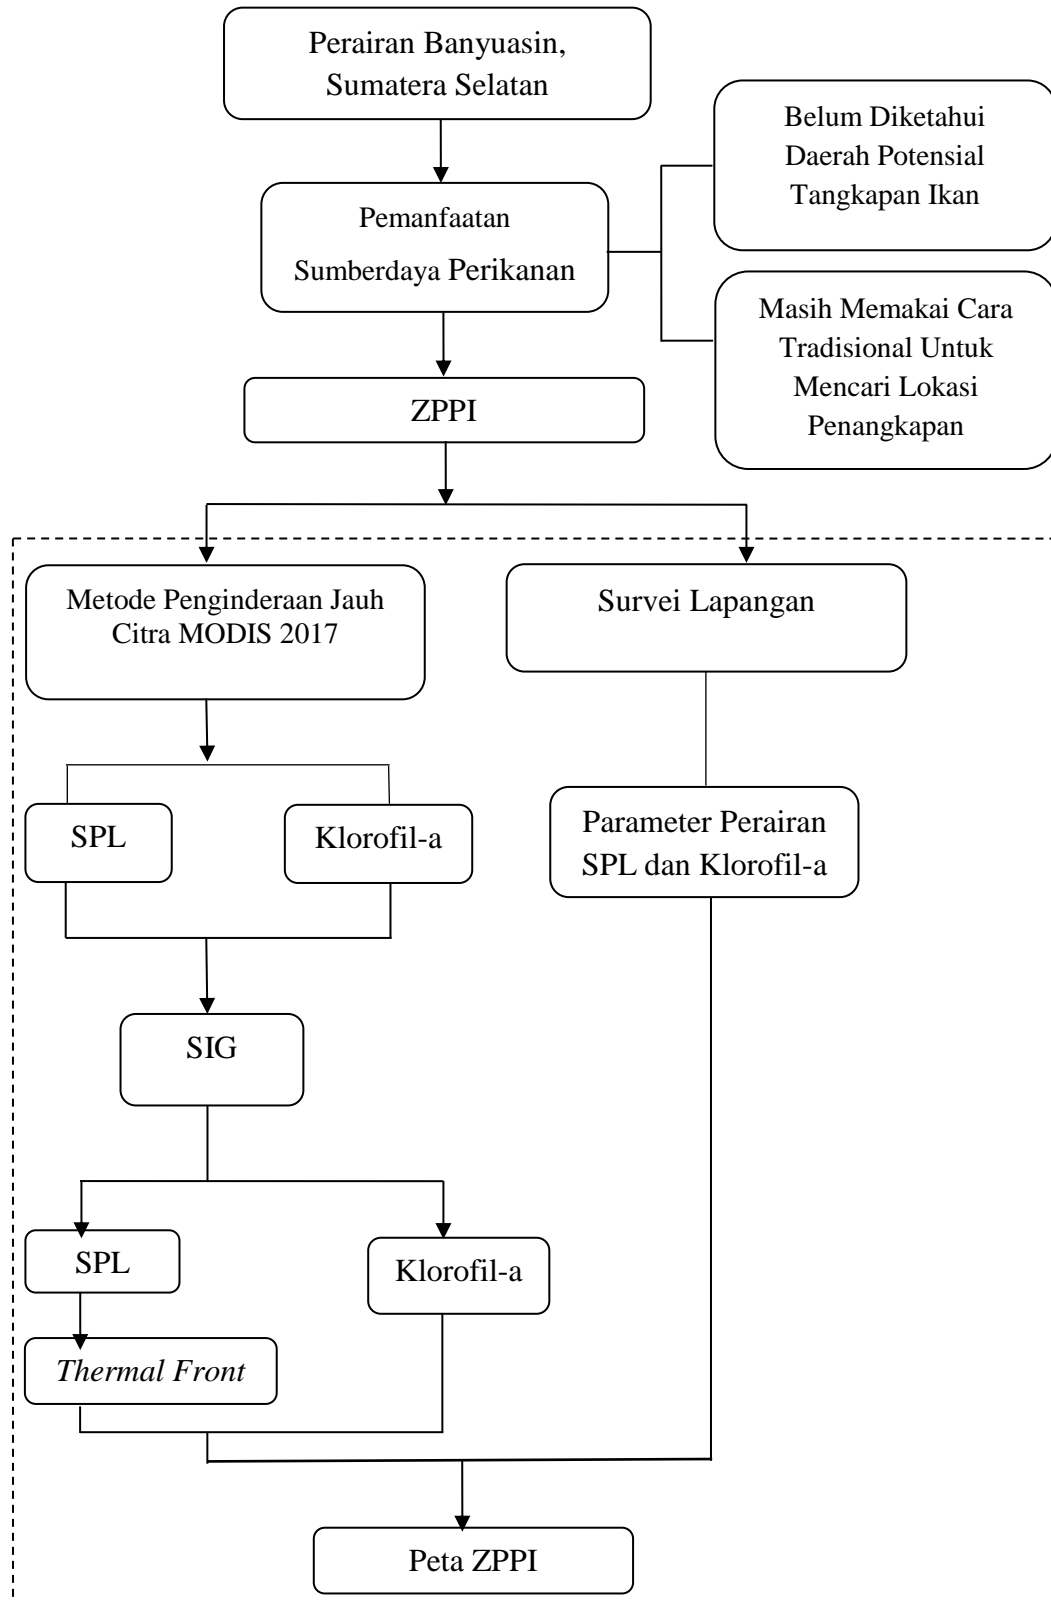 Perairan Banyuasin,
Sumatera Selatan
Belum Diketahui
Daerah Potensial
Tangkapan Ikan
Pemanfaatan
Sumberdaya Perikanan
Masih Memakai Cara
Tradisional Untuk
Mencari Lokasi
Penangkapan
ZPPI
Metode Penginderaan Jauh
Citra MODIS 2017
Survei Lapangan
SPL
Klorofil-a
Parameter Perairan
SPL dan Klorofil-a
SIG
SPL
Klorofil-a
Thermal Front
Peta ZPPI